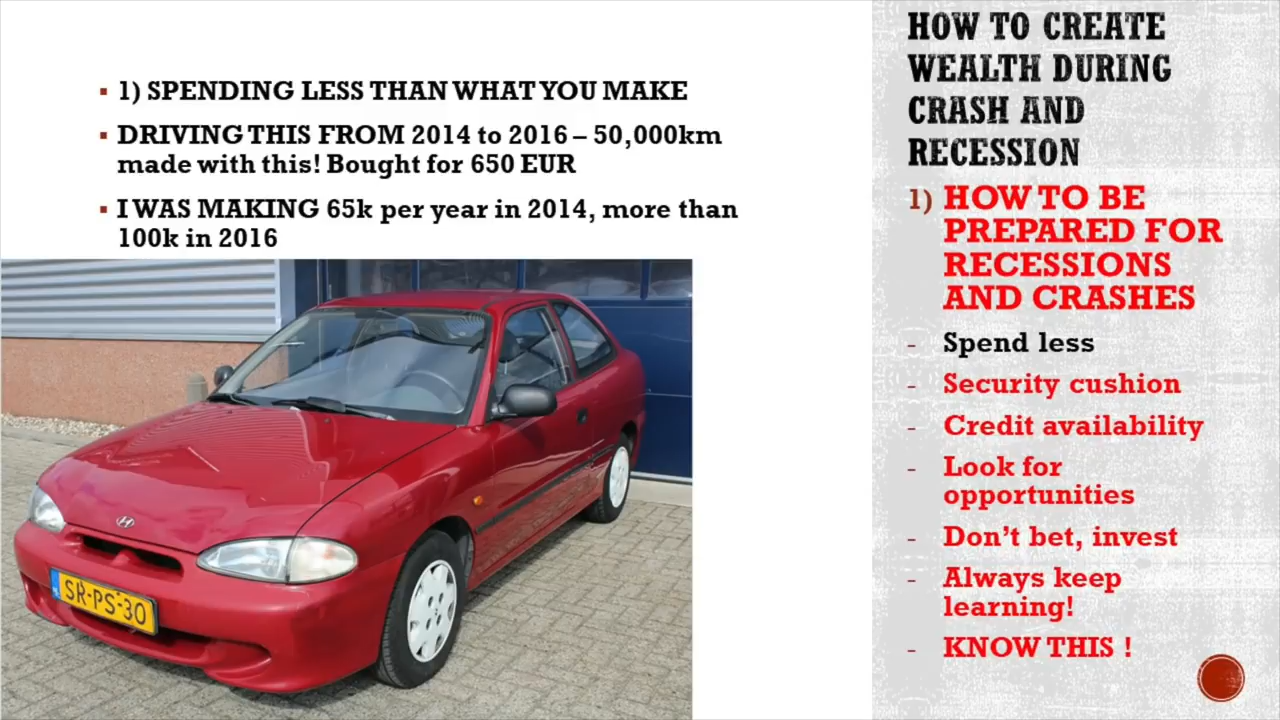 1) SPENDING LESS THAN WHAT YOU MAKE
DRIVING THIS FROM 2014 to 2016 – 50,000km
made with this! Bought for 650 EUR
I WAS MAKING 65k per year in 2014, more than
100k in 2016
SR-PS-30
HOW TO CREATE
WEALTH DURING
CRASH AND
RECESSION
1) HOW TO BE
PREPARED FOR
RECESSIONS
AND CRASHES
- Spend less
- Security cushion
- Credit availability
- Look for
opportunities
- Don't bet, invest
- Always keep
learning!
- KNOW THIS !